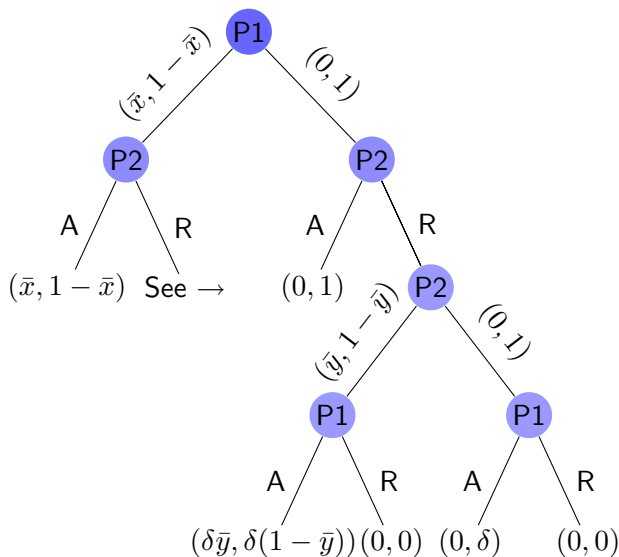 P1
(x̄, 1 − x̄)
(0, 1)
P2
P2
A
R
A
R
(x̄, 1 − x̄)
See →
(0, 1)
P2
(ȳ, 1 − ȳ)
(0, 1)
P1
P1
A
R
A
R
(δȳ, δ(1 − ȳ))
(0, 0)
(0, δ)
(0, 0)